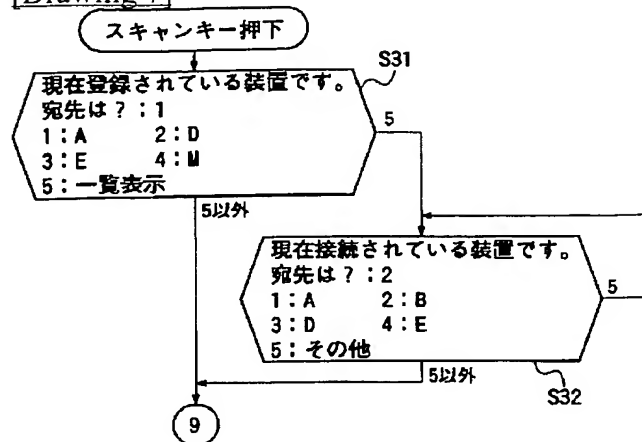 [Drawing 7]
スキャンキー押下
S31
現在登録されている装置です。
宛先は？:1
1:A 2:D
3:E 4:M
5:一覧表示
5
5以外
現在接続されている装置です。
宛先は？:2
1:A 2:B
3:D 4:E
5:その他
5
5以外
S32
9